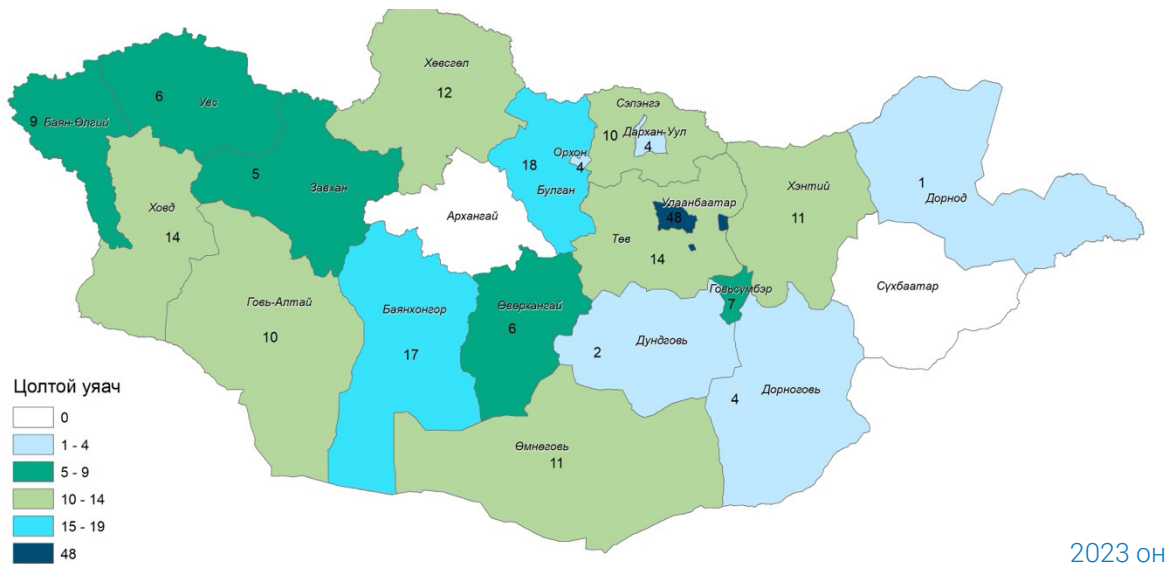 Хөвсгөл
12
Увс
6
9 Баян-Өлгий
Сэлэнгэ
10
Дархан-Уул
4
Орхон
4
18
Булган
5
Завхан
Ховд
14
Архангай
Улаанбаатар
48
Төв
14
Хэнтий
11
1
Дорнод
Говьсүмбэр
7
Сүхбаатар
Говь-Алтай
10
Баянхонгор
17
Өвөрхангай
6
2
Дундговь
4
Дорноговь
Өмнөговь
11
Цолтой уяач
0
1 - 4
5 - 9
10 - 14
15 - 19
48
2023 он